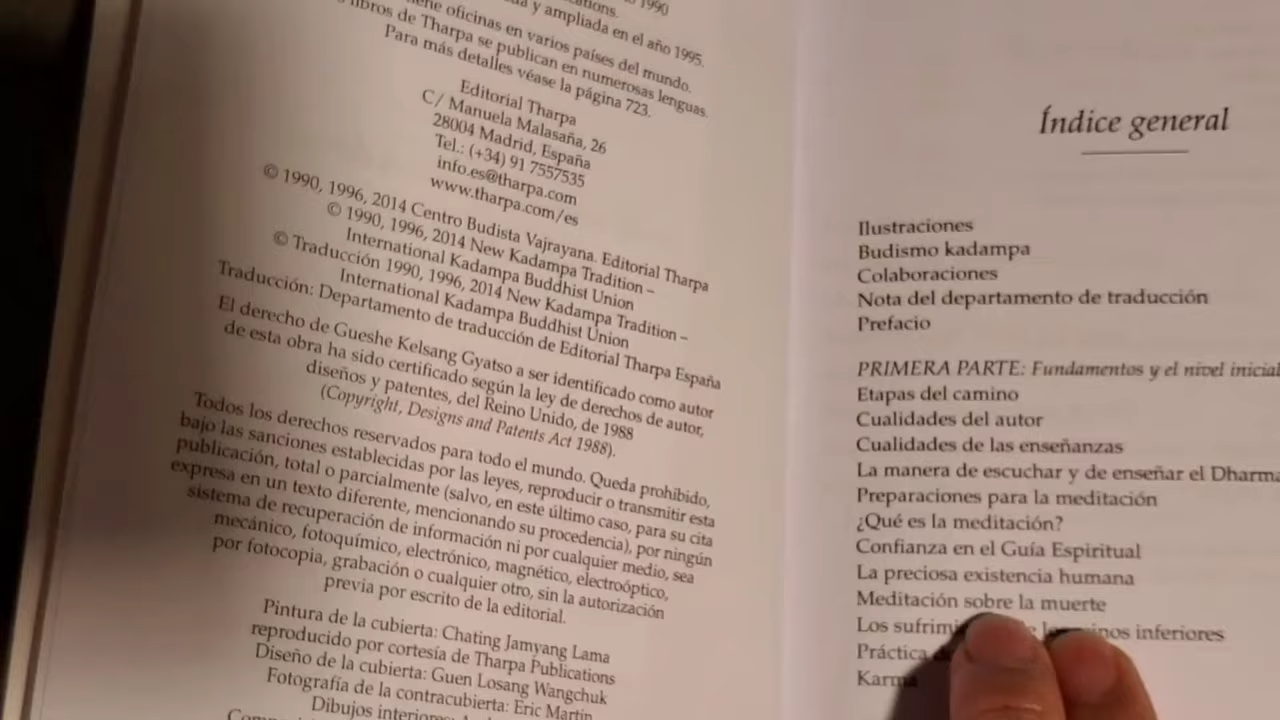 1990
y ampliada en el año 1995.
oficinas en varios países del mundo.
libros de Tharpa se publican en numerosas lenguas.
Para más detalles véase la página 723.
Editorial Tharpa
C/ Manuela Malasaña, 26
28004 Madrid, España
Tel.: (+34) 91 7557535
info.es@tharpa.com
www.tharpa.com/es
© 1990, 1996, 2014 Centro Budista Vajrayana. Editorial Tharpa
© 1990, 1996, 2014 New Kadampa Tradition –
International Kadampa Buddhist Union
© Traducción 1990, 1996, 2014 New Kadampa Tradition –
International Kadampa Buddhist Union
Traducción: Departamento de traducción de Editorial Tharpa España
El derecho de Gueshe Kelsang Gyatso a ser identificado como autor
de esta obra ha sido certificado según la ley de derechos de autor,
diseños y patentes, del Reino Unido, de 1988
(Copyright, Designs and Patents Act 1988).
Todos los derechos reservados para todo el mundo. Queda prohibido,
bajo las sanciones establecidas por las leyes, reproducir o transmitir esta
publicación, total o parcialmente (salvo, en este último caso, para su cita
expresa en un texto diferente, mencionando su procedencia), por ningún
sistema de recuperación de información ni por cualquier medio, sea
mecánico, fotoquímico, electrónico, magnético, electroóptico,
por fotocopia, grabación o cualquier otro, sin la autorización
previa por escrito de la editorial.
Pintura de la cubierta: Chating Jamyang Lama
reproducido por cortesía de Tharpa Publications
Diseño de la cubierta: Guen Losang Wangchuk
Fotografía de la contracubierta: Eric Martin
Dibujos interiores:
Índice general
Ilustraciones
Budismo kadampa
Colaboraciones
Nota del departamento de traducción
Prefacio
PRIMERA PARTE: Fundamentos y el nivel inicial
Etapas del camino
Cualidades del autor
Cualidades de las enseñanzas
La manera de escuchar y de enseñar el Dharma
Preparaciones para la meditación
¿Qué es la meditación?
Confianza en el Guía Espiritual
La preciosa existencia humana
Meditación sobre la muerte
Los inferiores
Práctica
Karma